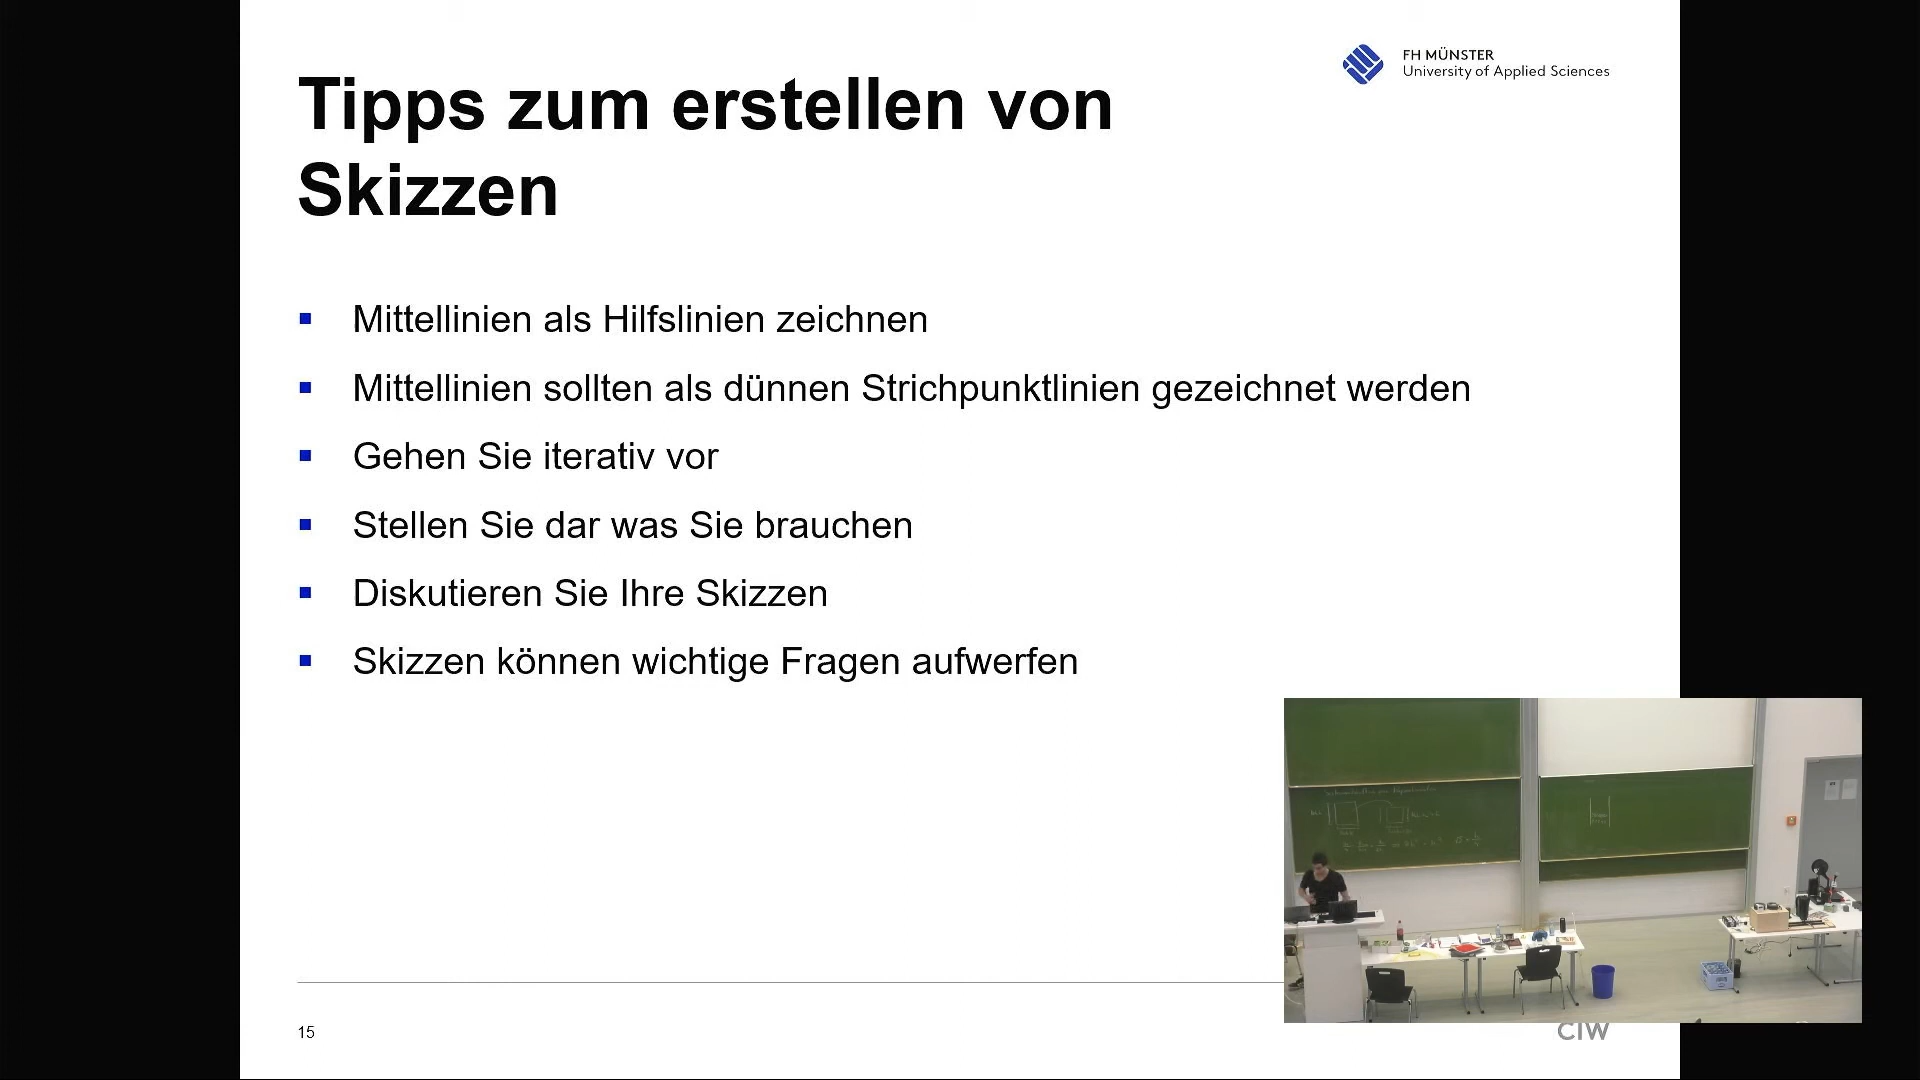 FH MÜNSTER
University of Applied Sciences
Tipps zum erstellen von
Skizzen
Mittellinien als Hilfslinien zeichnen
Mittellinien sollten als dünnen Strichpunktlinien gezeichnet werden
Gehen Sie iterativ vor
Stellen Sie dar was Sie brauchen
Diskutieren Sie Ihre Skizzen
Skizzen können wichtige Fragen aufwerfen
15
CIW